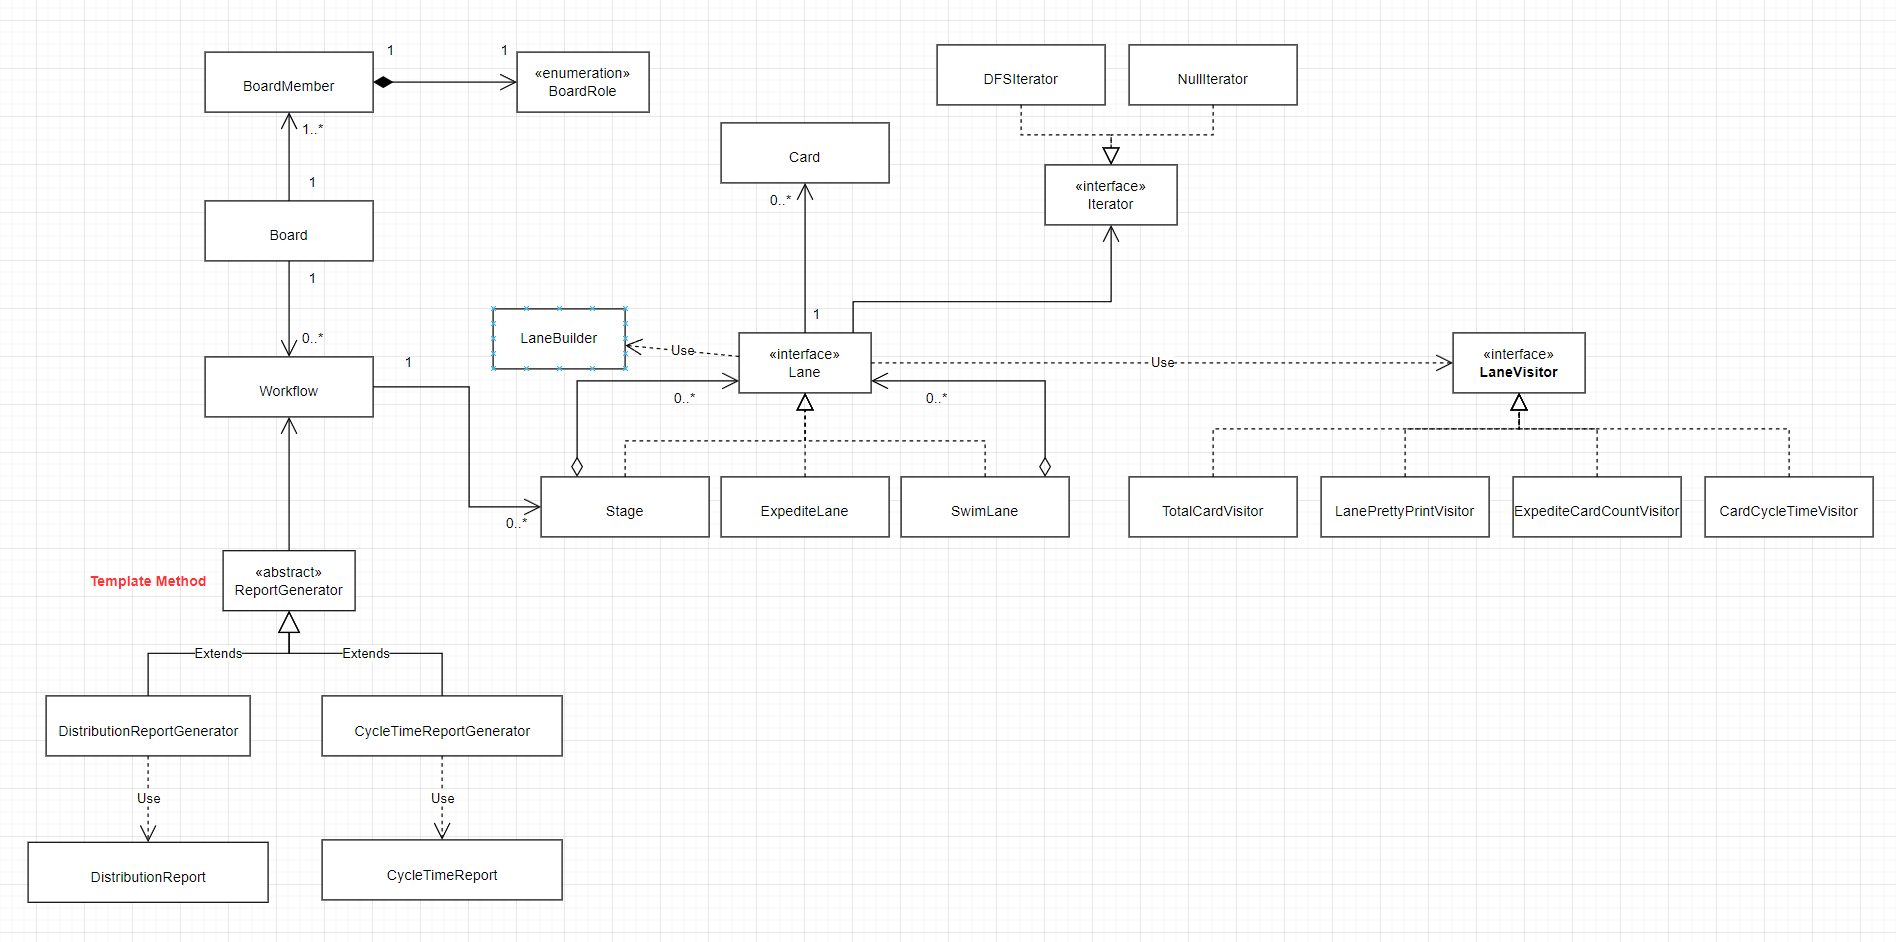 1
1
BoardMember
«enumeration»
BoardRole
1..*
1
Board
1
0..*
Workflow
1
0..*
Template Method
«abstract»
ReportGenerator
Extends
Extends
DistributionReportGenerator
CycleTimeReportGenerator
Use
Use
DistributionReport
CycleTimeReport
DFSIterator
NullIterator
Card
0..*
«interface»
Iterator
1
LaneBuilder
Use
«interface»
Lane
Use
«interface»
LaneVisitor
0..*
0..*
Stage
ExpediteLane
SwimLane
TotalCardVisitor
LanePrettyPrintVisitor
ExpediteCardCountVisitor
CardCycleTimeVisitor